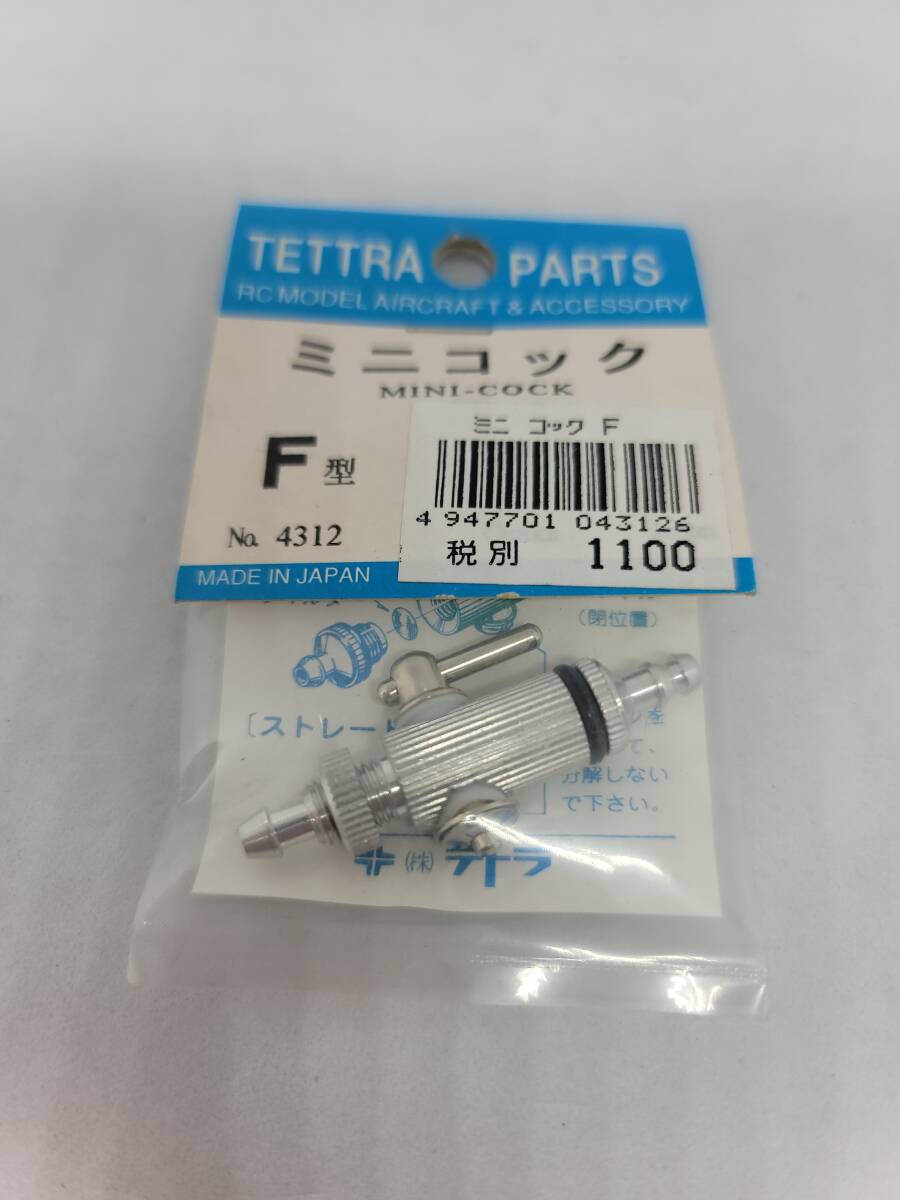 TETTRA PARTS
RC MODEL AIRCRAFT & ACCESSORY
ミニコック
MINI-COCK
F型
No. 4312
MADE IN JAPAN
ミニ コック F
4 947701 043126
税別 1100
(閉位置)
〔ストレート
を
て、
分解しない
で下さい。
(株)テトラ